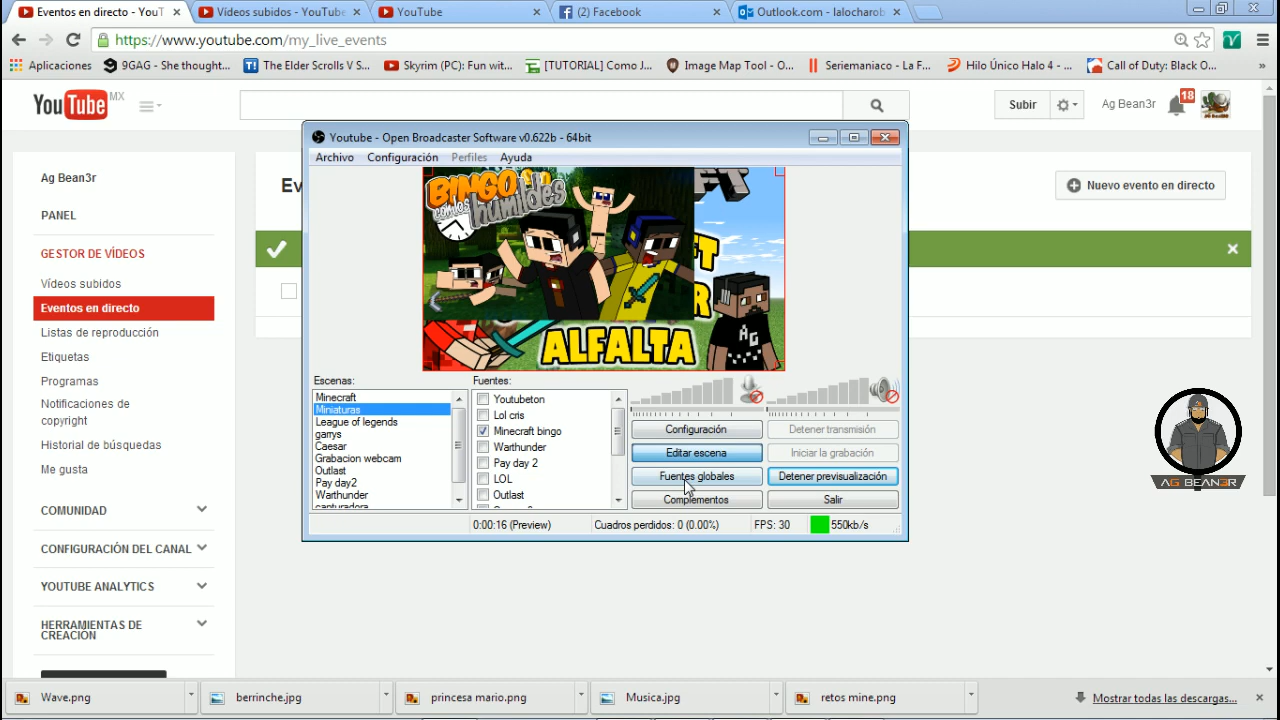 Eventos en directo - YouT
Vídeos subidos - YouTube
YouTube
(2) Facebook
Outlook.com - lalocharob
https://www.youtube.com/my_live_events
Aplicaciones
9GAG - She thought...
The Elder Scrolls V S...
Skyrim (PC): Fun wit...
[TUTORIAL] Como J...
Image Map Tool - O...
Seriemaniaco - La F...
Hilo Único Halo 4 - ...
Call of Duty: Black O...
»
YouTube MX
Subir
Ag Bean3r
18
Ag Bean3r
PANEL
GESTOR DE VÍDEOS
Vídeos subidos
Eventos en directo
Listas de reproducción
Etiquetas
Programas
Notificaciones de
copyright
Historial de búsquedas
Me gusta
COMUNIDAD
CONFIGURACIÓN DEL CANAL
YOUTUBE ANALYTICS
HERRAMIENTAS DE
CREACIÓN
Ev
Nuevo evento en directo
Youtube - Open Broadcaster Software v0.622b - 64bit
Archivo
Configuración
Perfiles
Ayuda
BINGO
con los
humildes
ALFALTA
AG
Escenas:
Minecraft
Miniaturas
League of legends
garrys
Caesar
Grabacion webcam
Outlast
Pay day2
Warthunder
capturadora
Fuentes:
Youtubeton
Lol cris
Minecraft bingo
Warthunder
Pay day 2
LOL
Outlast
Configuración
Detener transmisión
Editar escena
Iniciar la grabación
Fuentes globales
Detener previsualización
Complementos
Salir
0:00:16 (Preview)
Cuadros perdidos: 0 (0.00%)
FPS: 30
550kb/s
AG BEAN3R
Wave.png
berrinche.jpg
princesa mario.png
Musica.jpg
retos mine.png
Mostrar todas las descargas...